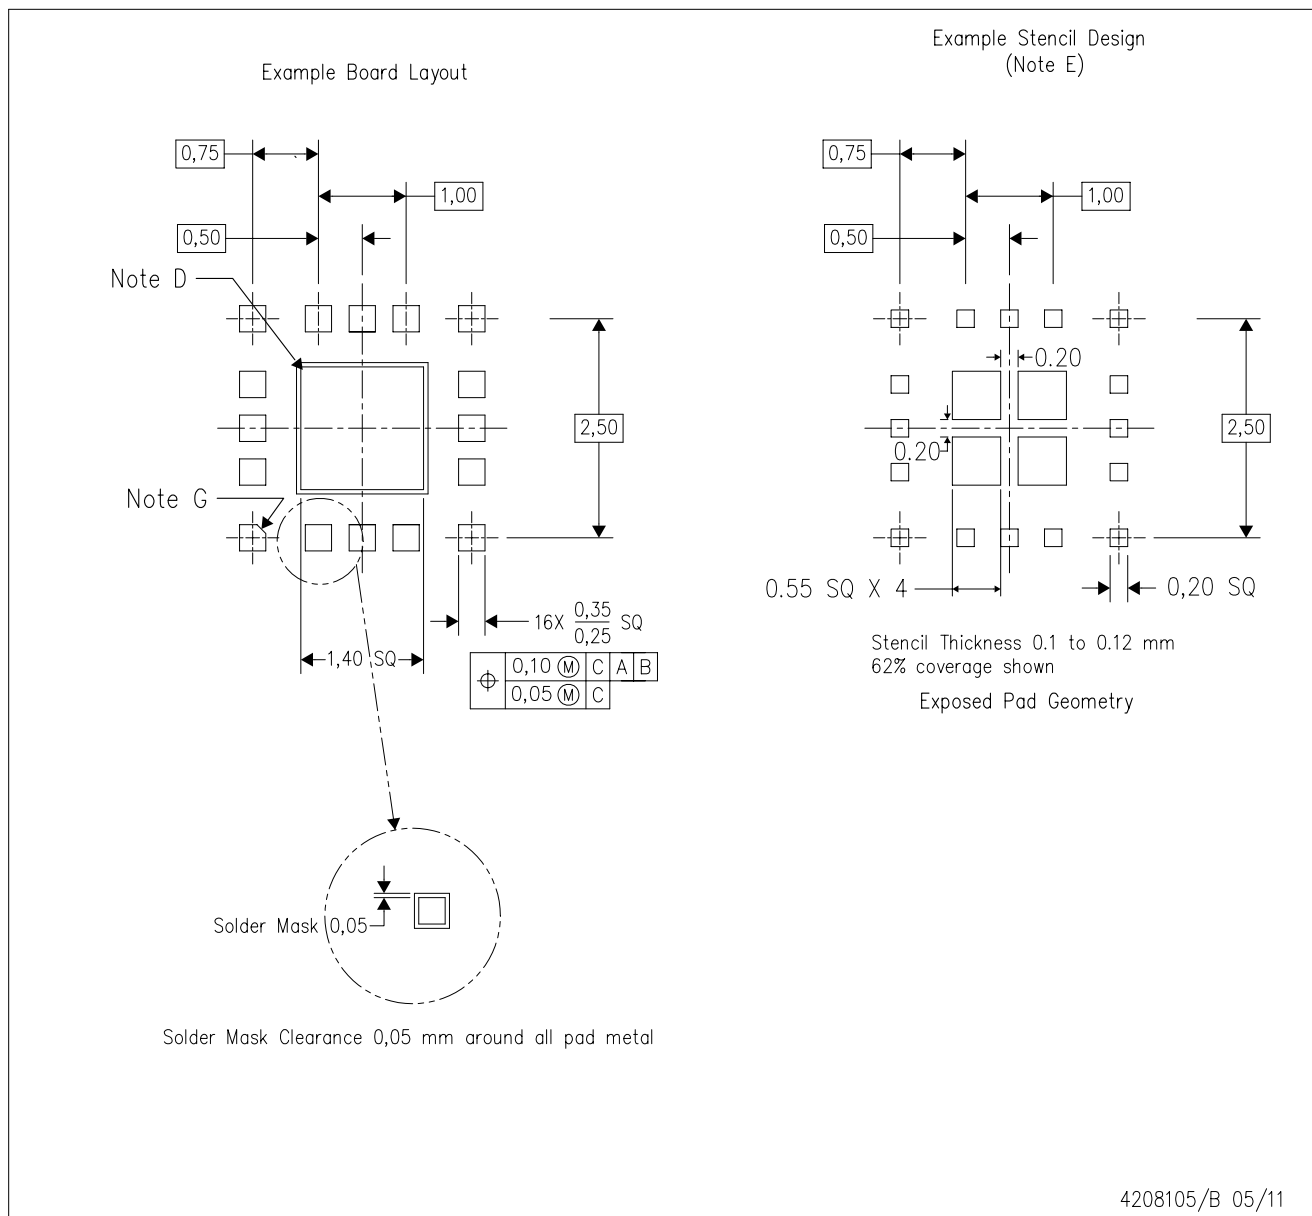 Example Board Layout
0,75
1,00
0,50
Note D
2,50
Note G
16X 0,35
0,25 SQ
1,40 SQ
0,10 Ⓜ C A B
0,05 Ⓜ C
Solder Mask 0,05
Solder Mask Clearance 0,05 mm around all pad metal
Example Stencil Design
(Note E)
0,75
1,00
0,50
0.20
0.20
2,50
0.55 SQ X 4
0,20 SQ
Stencil Thickness 0.1 to 0.12 mm
62% coverage shown
Exposed Pad Geometry
4208105/B 05/11